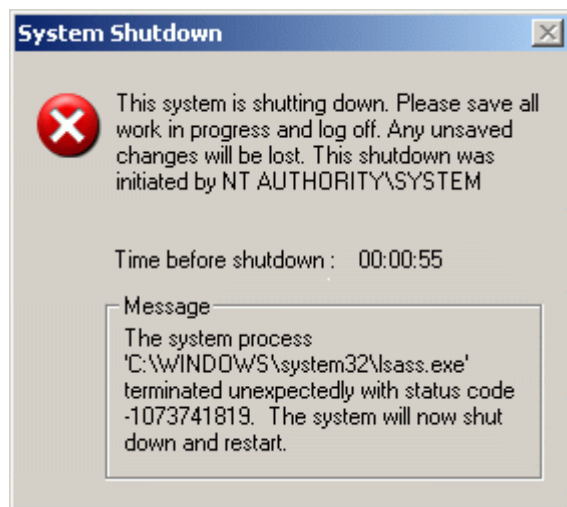 System Shutdown
This system is shutting down. Please save all
work in progress and log off. Any unsaved
changes will be lost. This shutdown was
initiated by NT AUTHORITY\SYSTEM
Time before shutdown : 00:00:55
Message
The system process
'C:\WINDOWS\system32\lsass.exe'
terminated unexpectedly with status code
-1073741819. The system will now shut
down and restart.